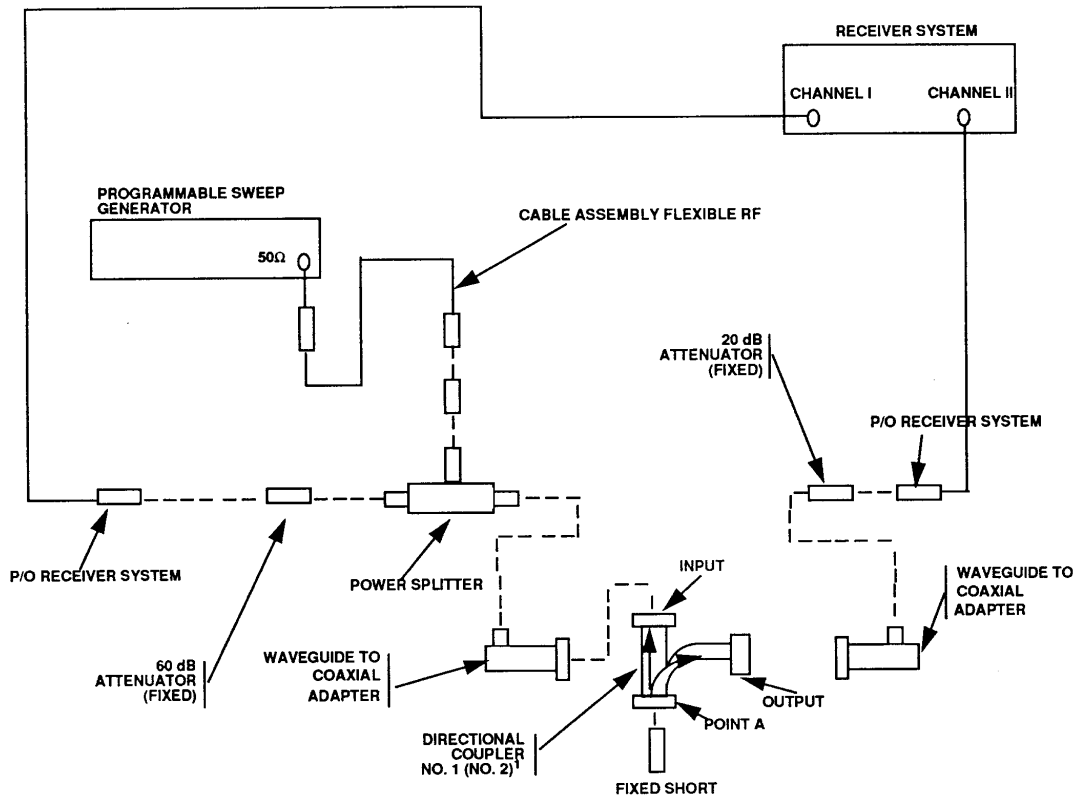 RECEIVER SYSTEM
CHANNEL I
CHANNEL II
PROGRAMMABLE SWEEP
GENERATOR
50Ω
CABLE ASSEMBLY FLEXIBLE RF
20 dB
ATTENUATOR
(FIXED)
P/O RECEIVER SYSTEM
P/O RECEIVER SYSTEM
POWER SPLITTER
INPUT
WAVEGUIDE TO
COAXIAL
ADAPTER
60 dB
ATTENUATOR
(FIXED)
WAVEGUIDE TO
COAXIAL
ADAPTER
OUTPUT
POINT A
DIRECTIONAL
COUPLER
NO. 1 (NO. 2)¹
FIXED SHORT